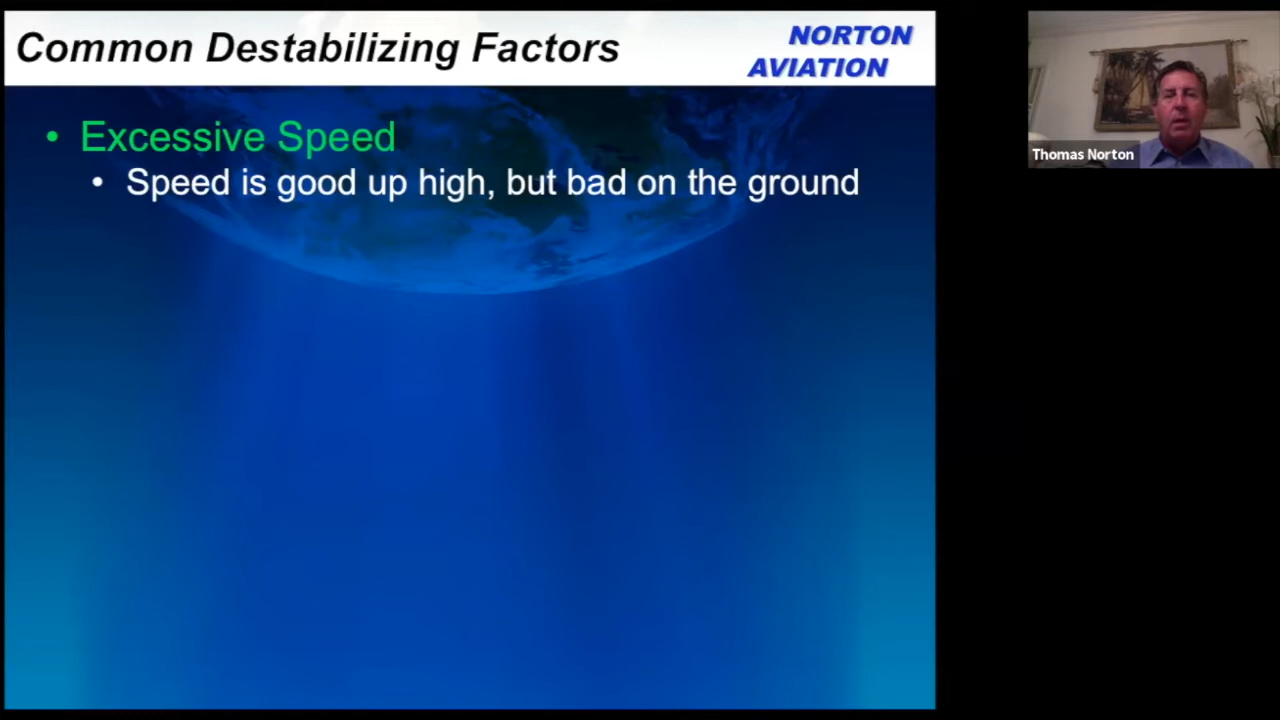 Common Destabilizing Factors
NORTON
AVIATION
• Excessive Speed
• Speed is good up high, but bad on the ground
Thomas Norton